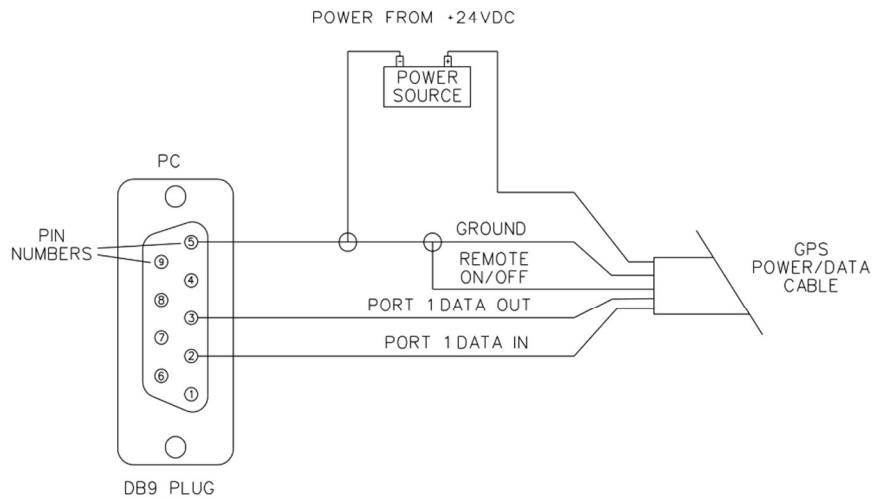 POWER FROM +24VDC
- +
POWER
SOURCE
PC
PIN
NUMBERS
5
9
4
8
3
7
2
6
1
GROUND
REMOTE
ON/OFF
PORT 1 DATA OUT
PORT 1 DATA IN
GPS
POWER/DATA
CABLE
DB9 PLUG